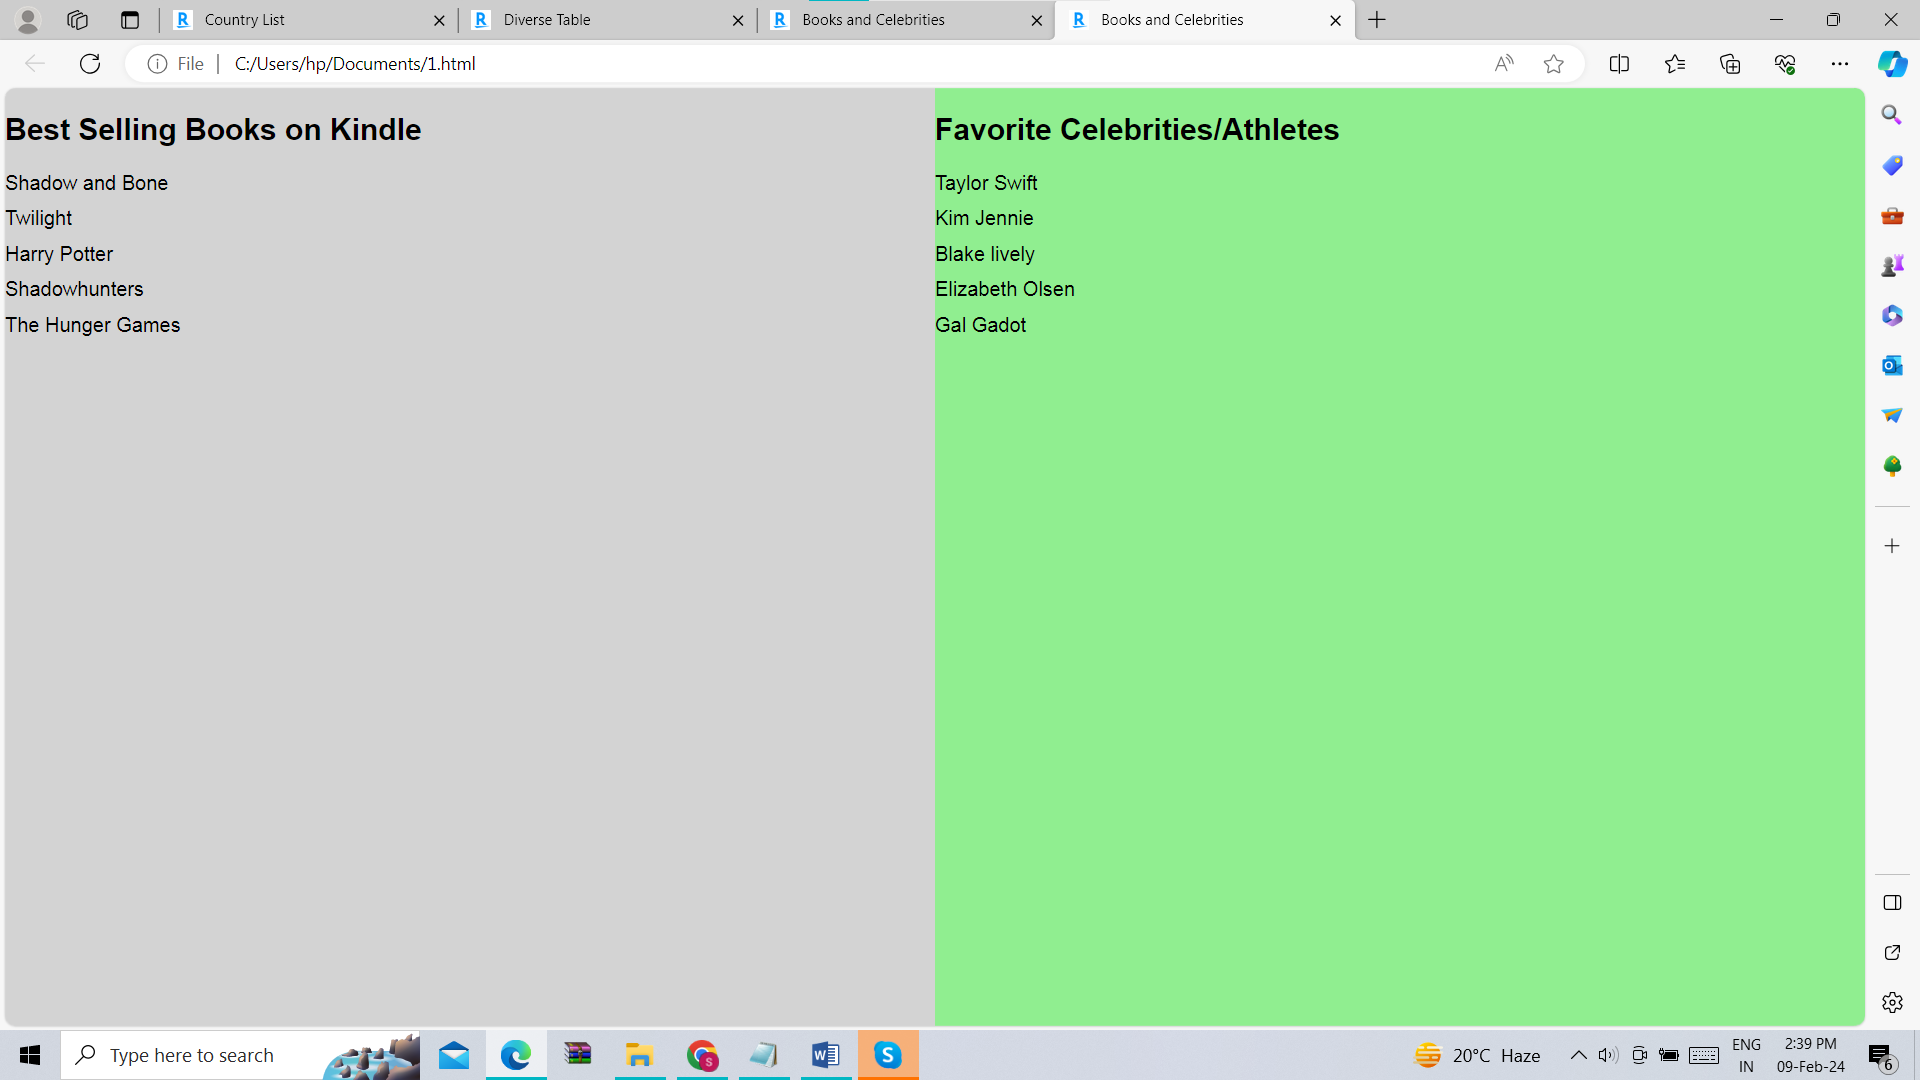 Country List
Diverse Table
Books and Celebrities
Books and Celebrities
File
C:/Users/hp/Documents/1.html
Best Selling Books on Kindle
Shadow and Bone
Twilight
Harry Potter
Shadowhunters
The Hunger Games
Favorite Celebrities/Athletes
Taylor Swift
Kim Jennie
Blake lively
Elizabeth Olsen
Gal Gadot
Type here to search
20°C Haze
ENG
IN
2:39 PM
09-Feb-24
6